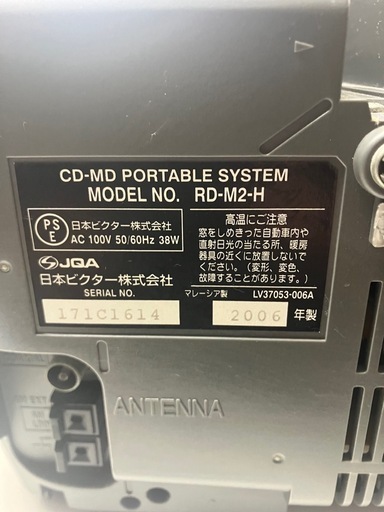 CD-MD PORTABLE SYSTEM
MODEL NO. RD-M2-H
PS
E
日本ビクター株式会社
AC 100V 50/60Hz 38W
JQA
日本ビクター株式会社
SERIAL NO.
171C1614
高温にご注意
窓をしめきった自動車内や
直射日光の当たる所、暖房
器具の近くに放置しないで
ください。（変形、変色、
故障することがあります。）
マレーシア製 LV37053-006A
2006 年製
ANTENNA